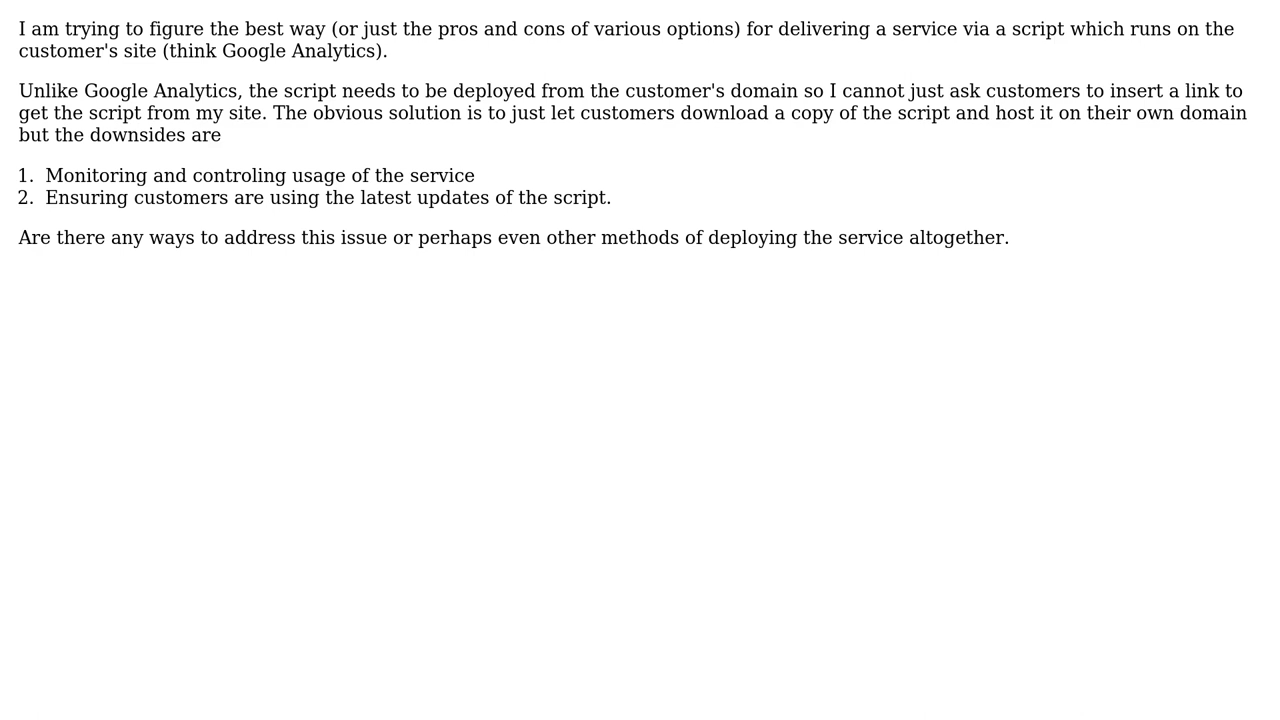 I am trying to figure the best way (or just the pros and cons of various options) for delivering a service via a script which runs on the
customer's site (think Google Analytics).
Unlike Google Analytics, the script needs to be deployed from the customer's domain so I cannot just ask customers to insert a link to
get the script from my site. The obvious solution is to just let customers download a copy of the script and host it on their own domain
but the downsides are
1. Monitoring and controling usage of the service
2. Ensuring customers are using the latest updates of the script.
Are there any ways to address this issue or perhaps even other methods of deploying the service altogether.